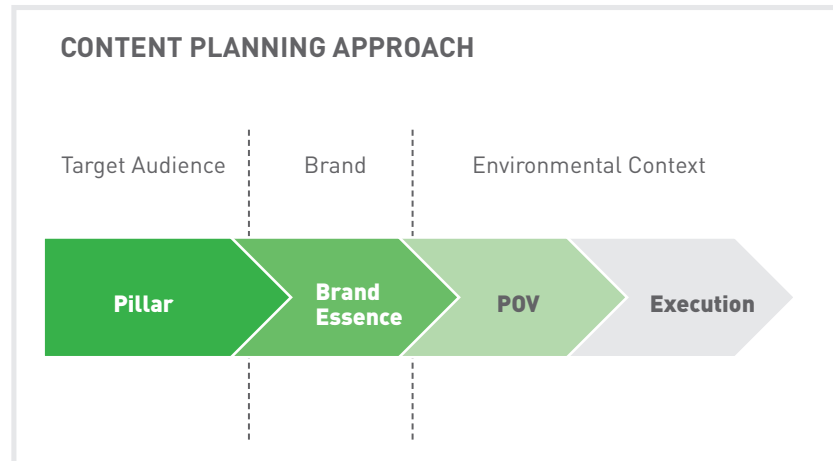 CONTENT PLANNING APPROACH
Target Audience
Brand
Environmental Context
Pillar
Brand
Essence
POV
Execution